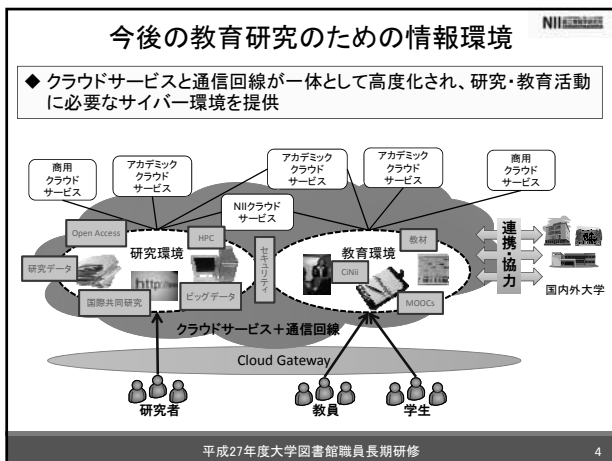 今後の教育研究のための情報環境
NII
◆ クラウドサービスと通信回線が一体として高度化され、研究・教育活動
に必要なサイバー環境を提供
商用
クラウド
サービス
アカデミック
クラウド
サービス
アカデミック
クラウド
サービス
アカデミック
クラウド
サービス
商用
クラウド
サービス
NIIクラウド
サービス
Open Access
HPC
研究環境
研究データ
http://w
国際共同研究
ビッグデータ
セキュリティ
教育環境
教材
CiNii
MOOCs
連携・協力
国内外大学
クラウドサービス＋通信回線
Cloud Gateway
研究者
教員
学生
平成27年度大学図書館職員長期研修
4